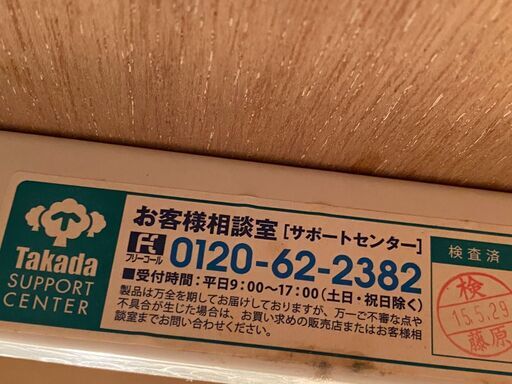 Takada
SUPPORT
CENTER
お客様相談室[サポートセンター]
フリーコール
0120-62-2382
■受付時間:平日9:00〜17:00(土日・祝日除く)
製品は万全を期してお届けしておりますが、万一ご不審な点や
不具合が生じた場合は、お買い求めの販売店またはお客様相
談室までお問い合わせください。
検査済
検
15.5.29
藤原